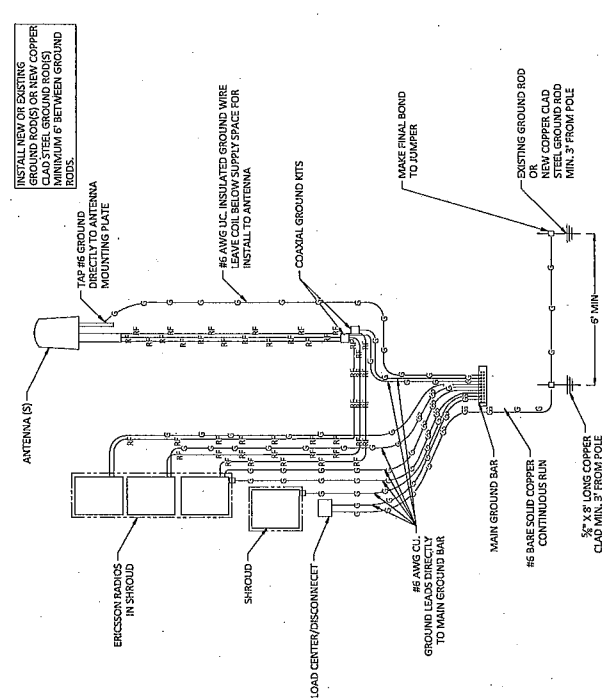 INSTALL NEW OR EXISTING
GROUND ROD(S) OR NEW COPPER
CLAD STEEL GROUND ROD(S)
MINIMUM 6' BETWEEN GROUND
RODS.
ANTENNA (S)
TAP #6 GROUND
DIRECTLY TO ANTENNA
MOUNTING PLATE
#6 AWG UC. INSULATED GROUND WIRE
LEAVE COIL BELOW SUPPLY SPACE FOR
INSTALL TO ANTENNA
COAXIAL GROUND KITS
ERICSSON RADIOS
IN SHROUD
SHROUD
LOAD CENTER/DISCONNECET
#6 AWG CU.
GROUND LEADS DIRECTLY
TO MAIN GROUND BAR
MAIN GROUND BAR
#6 BARE SOLID COPPER
CONTINUOUS RUN
MAKE FINAL BOND
TO JUMPER
EXISTING GROUND ROD
OR
NEW COPPER CLAD
STEEL GROUND ROD
MIN. 3' FROM POLE
6' MIN
5/8" X 8' LONG COPPER
CLAD MIN. 3' FROM POLE